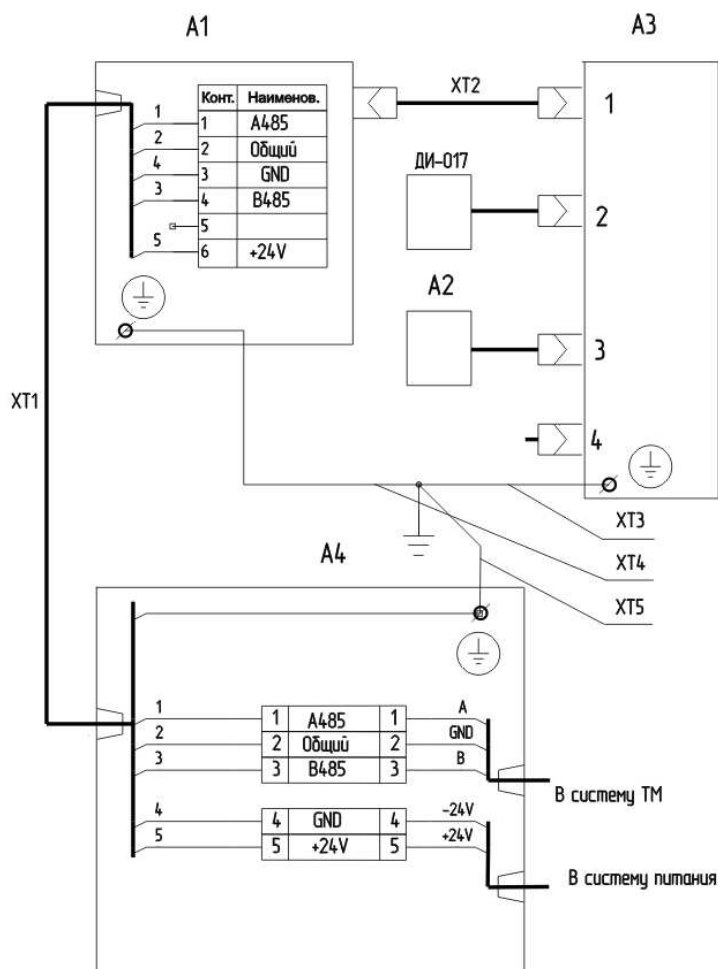 A1
A3
Конт. Наименов.
1 1 A485
2 2 Общий
4 3 GND
3 4 B485
5
5 6 +24V
XT2
1
ДИ-017
2
A2
3
4
XT1
XT3
XT4
XT5
A4
1 1 A485 1 A
2 2 Общий 2 GND
3 3 B485 3 B
В систему ТМ
4 4 GND 4 -24V
5 5 +24V 5 +24V
В систему питания